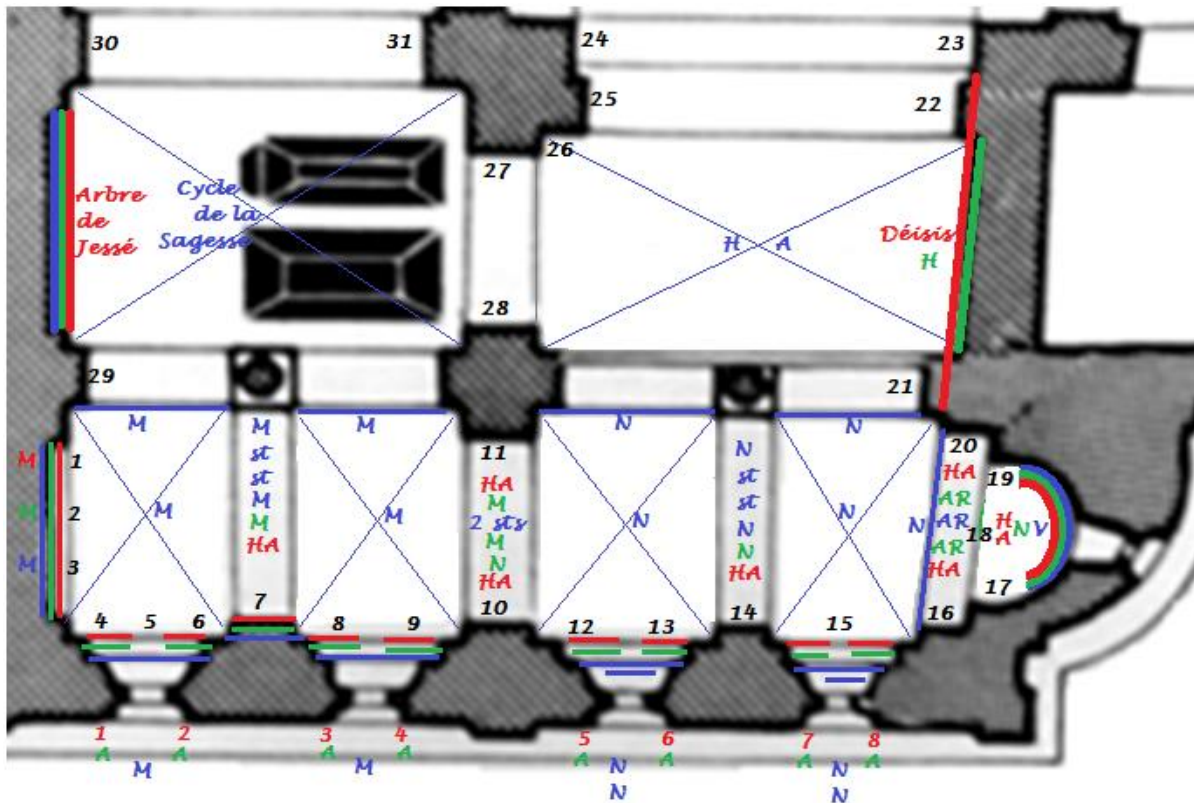 30 31 24 23
25 22
26
27
Arbre
de
Jessé
Cycle
de la
Sagesse
H A
Déisis
H
28
29 21
M M N N
M
st
st
M
M
HA
11
HA
M
2 sts
M
N
HA
10
N
st
st
N
N
HA
20
HA
AR
AR
AR
HA
16
19
18
H
A
N V
17
M 1
M 2
M 3
M M N N N
4 5 6 7 8 9 12 13 14 15
1 2 3 4 5 6 7 8
A A A A A A A A
M M N N
N N